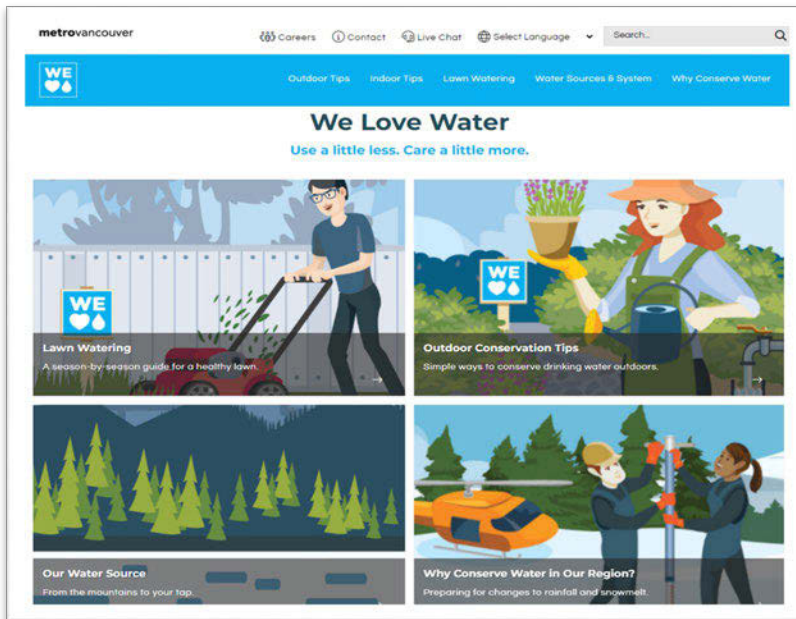 metrovancouver
Careers Contact Live Chat Select Language Search...
WE
Outdoor Tips Indoor Tips Lawn Watering Water Sources & System Why Conserve Water
We Love Water
Use a little less. Care a little more.
WE
WE
Lawn Watering
A season-by-season guide for a healthy lawn.
Outdoor Conservation Tips
Simple ways to conserve drinking water outdoors.
Our Water Source
From the mountains to your tap.
Why Conserve Water in Our Region?
Preparing for changes to rainfall and snowmelt.